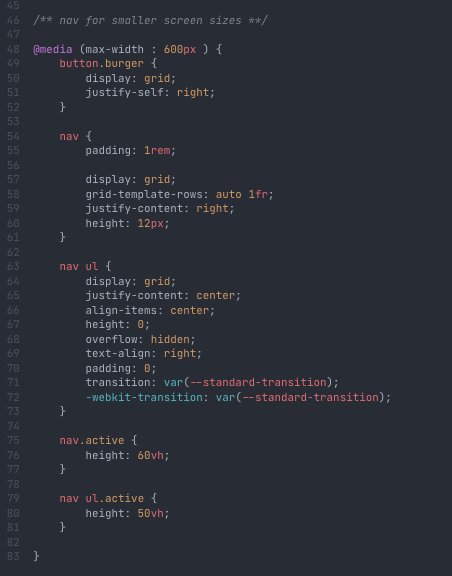 45
46 /** nav for smaller screen sizes **/
47
48 @media (max-width : 600px ) {
49     button.burger {
50         display: grid;
51         justify-self: right;
52     }
53
54     nav {
55         padding: 1rem;
56
57         display: grid;
58         grid-template-rows: auto 1fr;
59         justify-content: right;
60         height: 12px;
61     }
62
63     nav ul {
64         display: grid;
65         justify-content: center;
66         align-items: center;
67         height: 0;
68         overflow: hidden;
69         text-align: right;
70         padding: 0;
71         transition: var(--standard-transition);
72         -webkit-transition: var(--standard-transition);
73     }
74
75     nav.active {
76         height: 60vh;
77     }
78
79     nav ul.active {
80         height: 50vh;
81     }
82
83 }